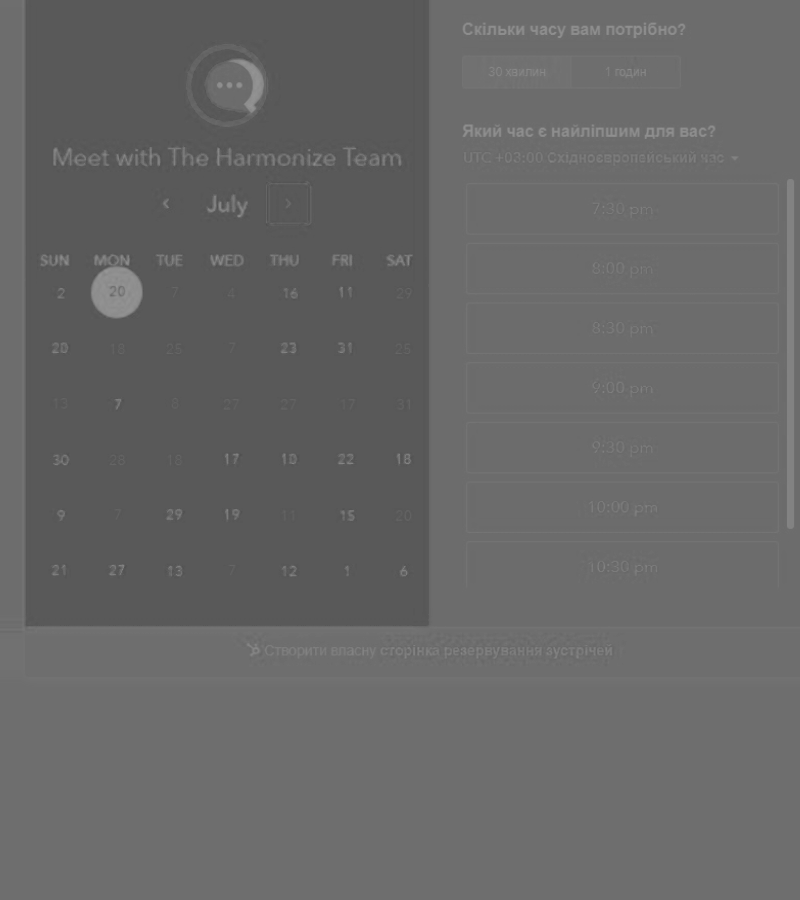 Meet with The Harmonize Team
July
SUN MON TUE WED THU FRI SAT
2 20 7 4 16 11 29
20 18 25 7 23 31 25
13 7 8 27 27 17 31
30 28 18 17 10 22 18
9 7 29 19 11 15 20
21 27 13 7 12 1 6
Скільки часу вам потрібно?
30 хвилин 1 годин
Який час є найліпшим для вас?
UTC +03:00 Східноєвропейський час
7:30 pm
8:00 pm
8:30 pm
9:00 pm
9:30 pm
10:00 pm
10:30 pm
Створити власну сторінка резервування зустрічей